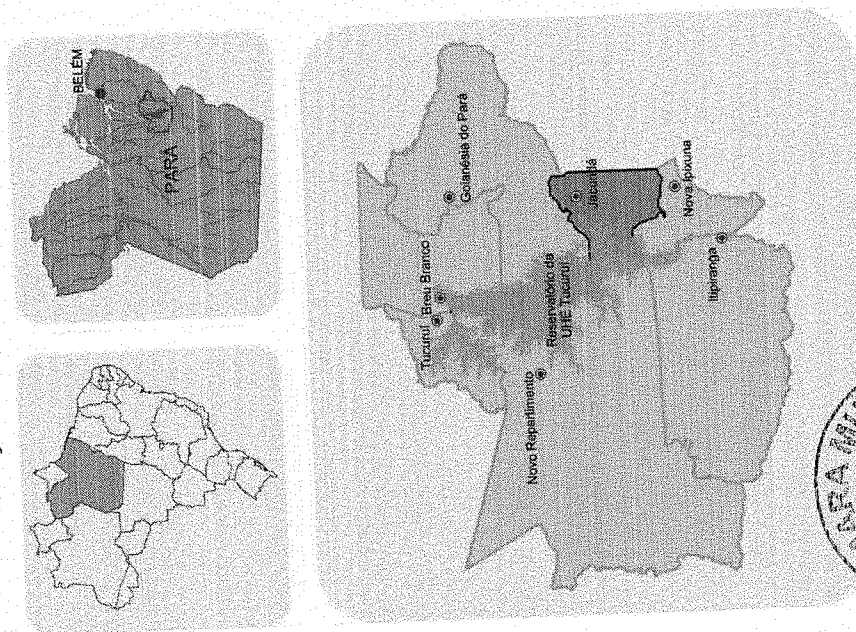 BELÉM
PARÁ
Tucuruí Breu Branco
Goianésia do Pará
Novo Repartimento
Reservatório da
UHE Tucuruí
Jacundá
Nova Ipixuna
Itupiranga